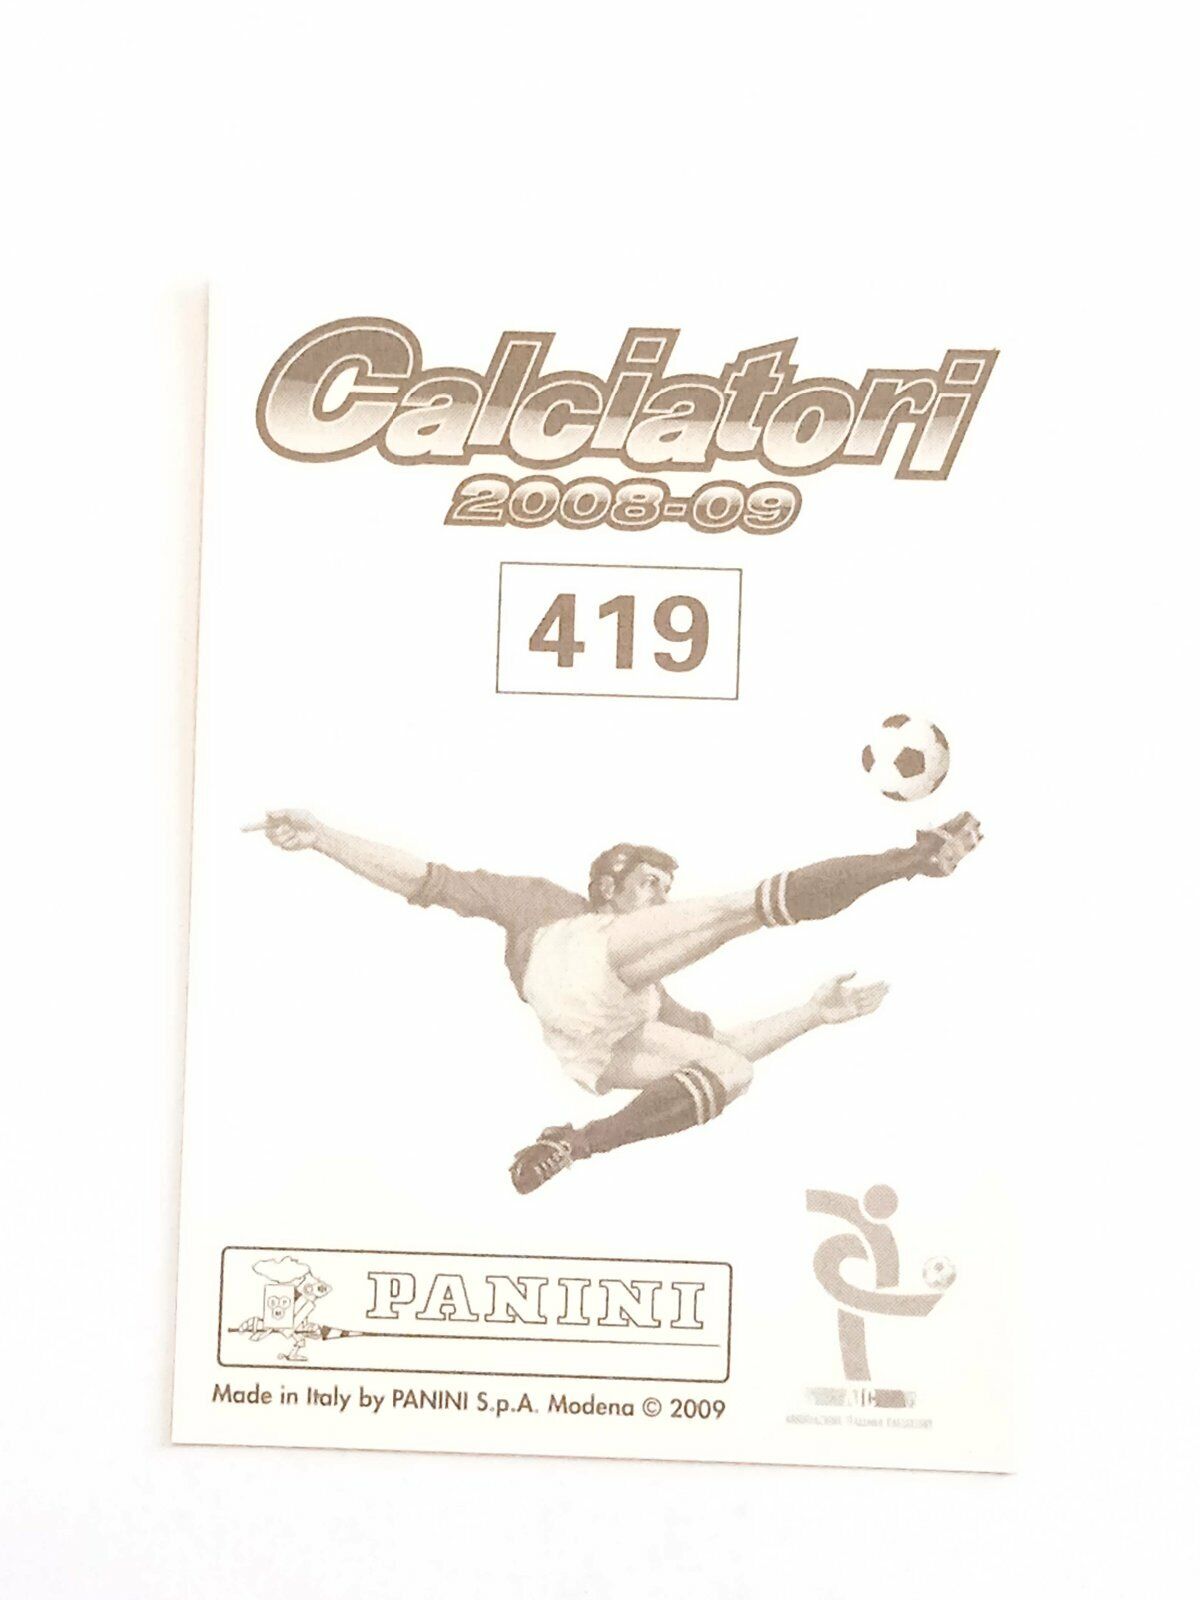 Calciatori
2008-09
419
PANINI
Made in Italy by PANINI S.p.A. Modena © 2009